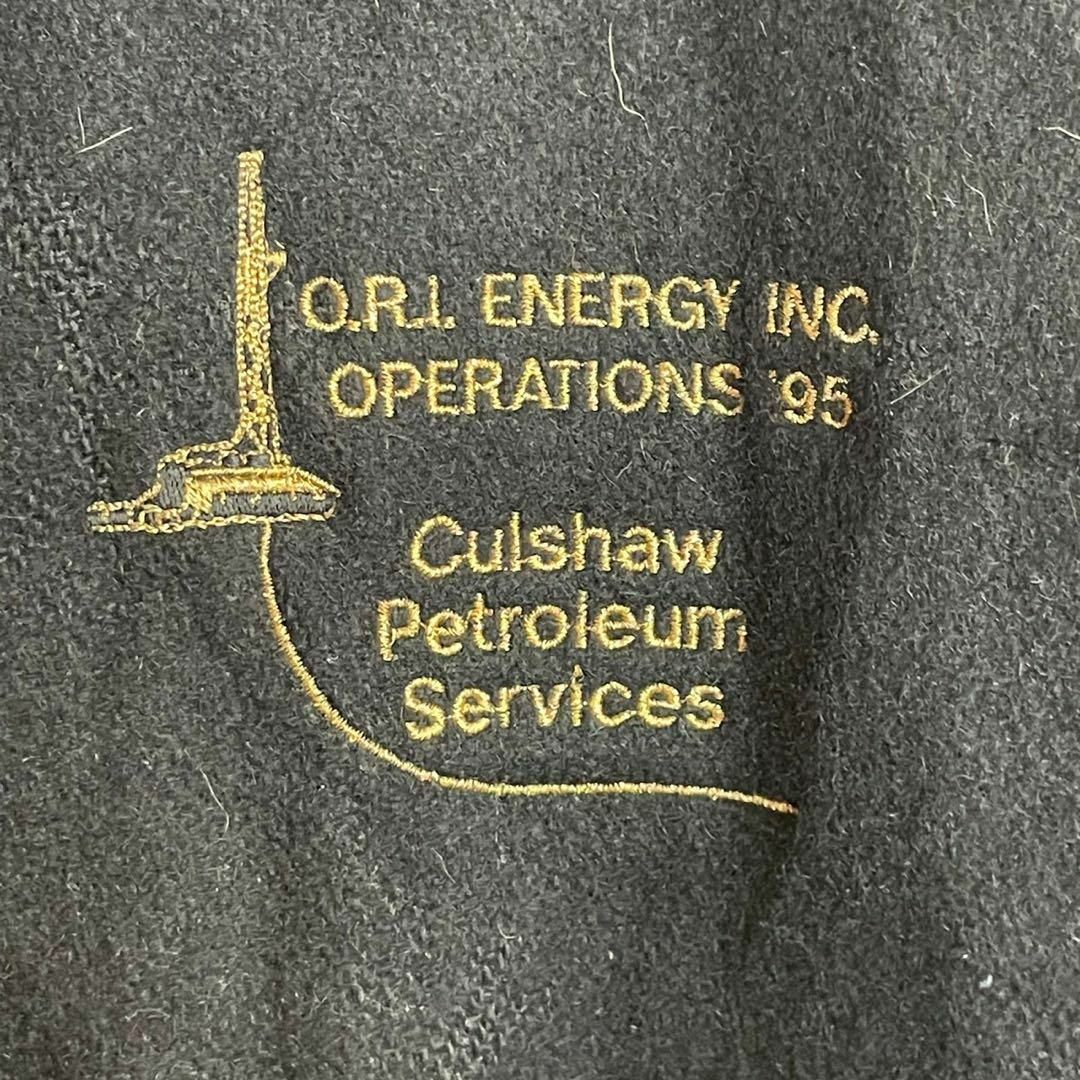 O.R.I. ENERGY INC.
OPERATIONS '95
Culshaw
Petroleum
Services